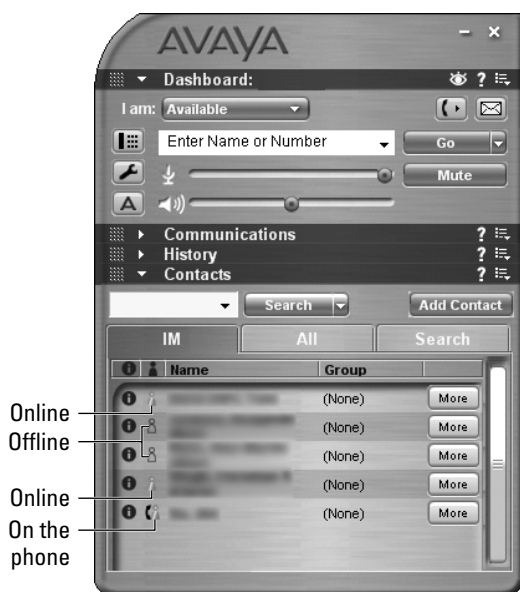 AVAYA
Dashboard: ?
I am: Available
Enter Name or Number Go
Mute
A
Communications ?
History ?
Contacts ?
Search Add Contact
IM All Search
Name Group
Online (None) More
Offline (None) More
(None) More
Online (None) More
On the (None) More
phone